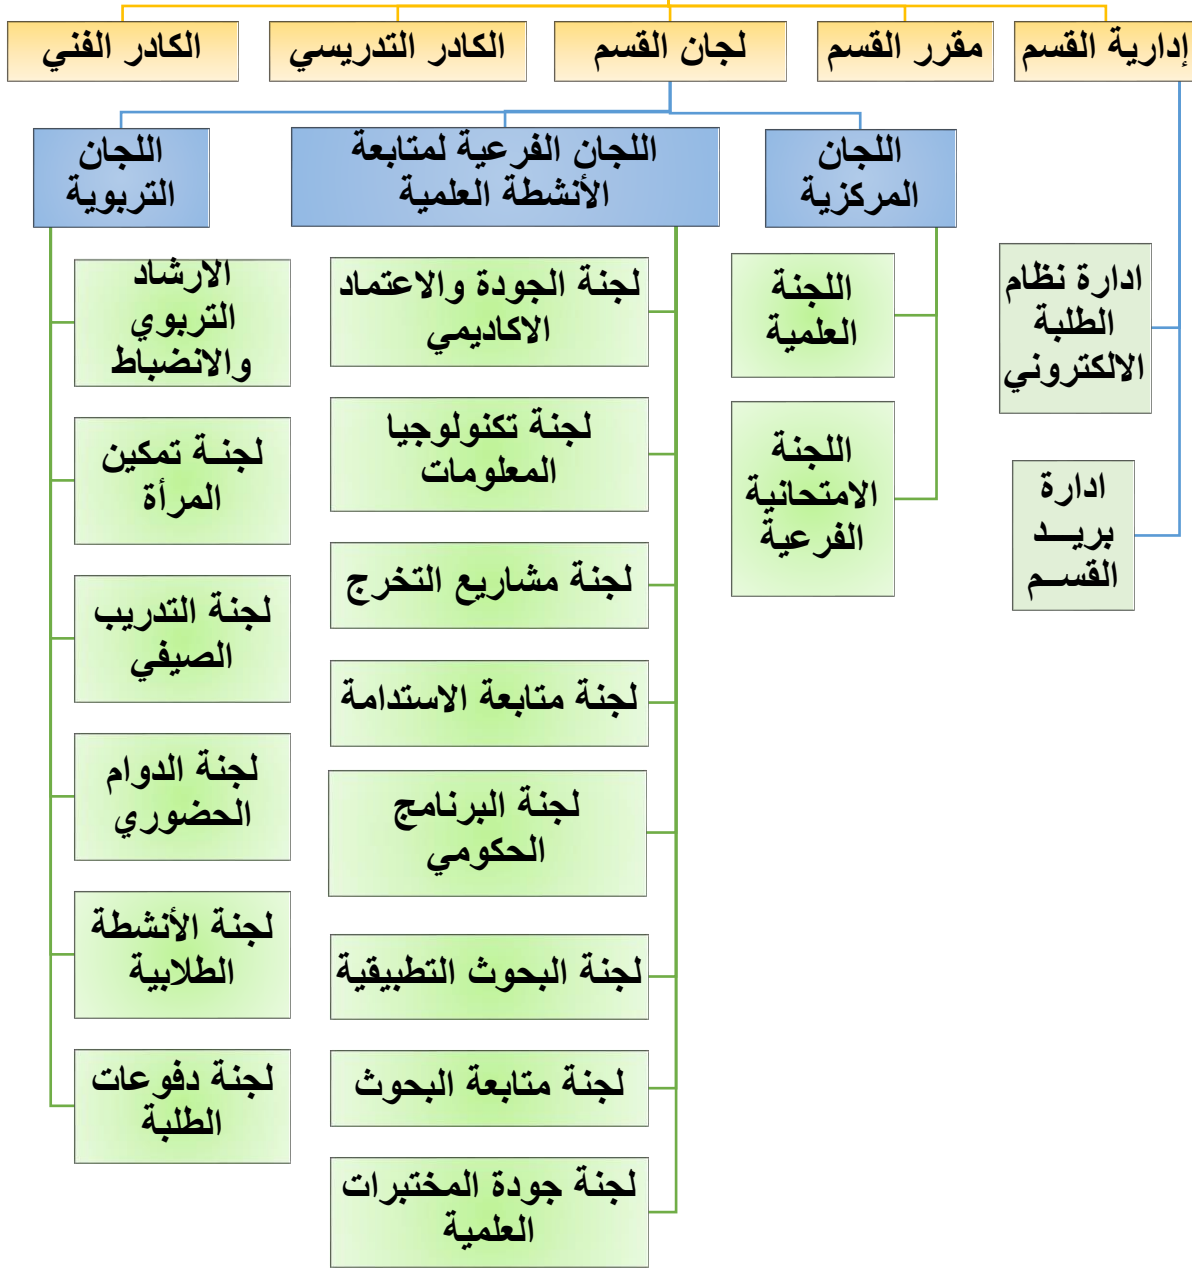 إدارية القسم
مقرر القسم
لجان القسم
الكادر التدريسي
الكادر الفني
اللجان
المركزية
اللجان الفرعية لمتابعة
الأنشطة العلمية
اللجان
التربوية
ادارة نظام
الطلبة
الالكتروني
ادارة
بريــد
القســم
اللجنة
العلمية
اللجنة
الامتحانية
الفرعية
لجنة الجودة والاعتماد
الاكاديمي
لجنة تكنولوجيا
المعلومات
لجنة مشاريع التخرج
لجنة متابعة الاستدامة
لجنة البرنامج
الحكومي
لجنة البحوث التطبيقية
لجنة متابعة البحوث
لجنة جودة المختبرات
العلمية
الارشاد
التربوي
والانضباط
لجنـة تمكين
المرأة
لجنة التدريب
الصيفي
لجنة الدوام
الحضوري
لجنة الأنشطة
الطلابية
لجنة دفوعات
الطلبة